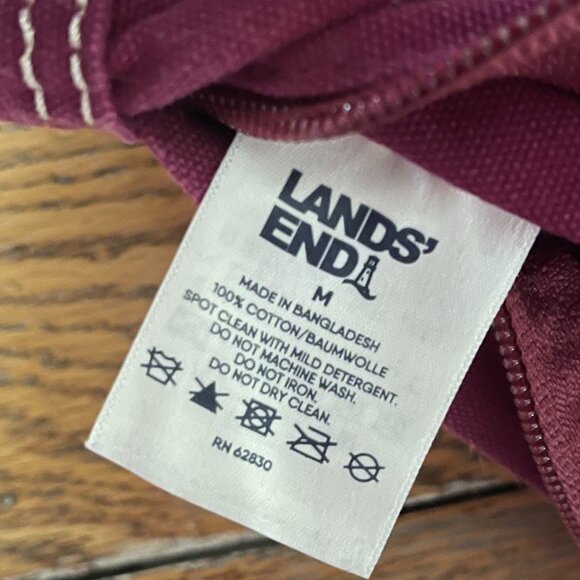 LANDS'
END
M
MADE IN BANGLADESH
100% COTTON/BAUMWOLLE
SPOT CLEAN WITH MILD DETERGENT.
DO NOT MACHINE WASH.
DO NOT IRON.
DO NOT DRY CLEAN.
RN 62830